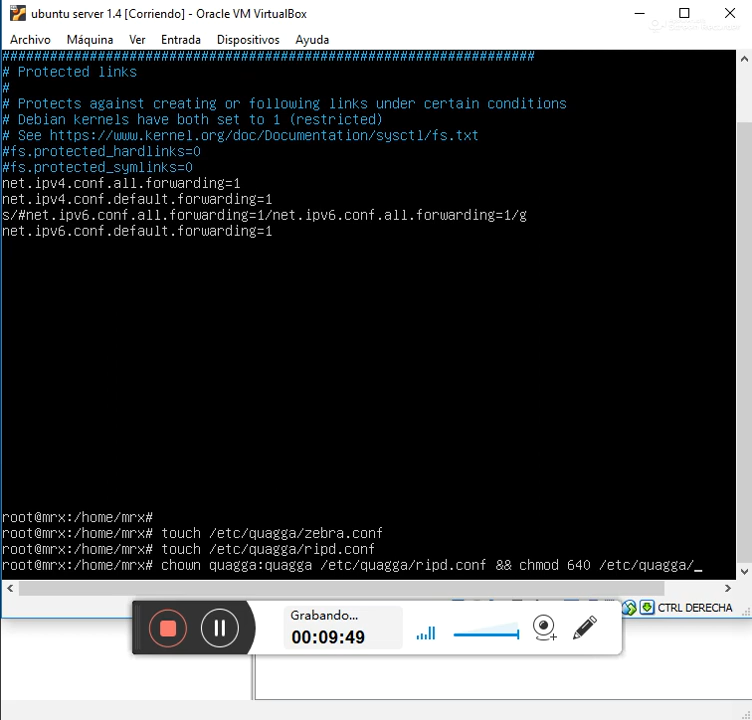 ubuntu server 1.4 [Corriendo] - Oracle VM VirtualBox
Archivo Máquina Ver Entrada Dispositivos Ayuda
###################################################################
# Protected links
#
# Protects against creating or following links under certain conditions
# Debian kernels have both set to 1 (restricted)
# See https://www.kernel.org/doc/Documentation/sysctl/fs.txt
#fs.protected_hardlinks=0
#fs.protected_symlinks=0
net.ipv4.conf.all.forwarding=1
net.ipv4.conf.default.forwarding=1
s/#net.ipv6.conf.all.forwarding=1/net.ipv6.conf.all.forwarding=1/g
net.ipv6.conf.default.forwarding=1
root@mrx:/home/mrx#
root@mrx:/home/mrx# touch /etc/quagga/zebra.conf
root@mrx:/home/mrx# touch /etc/quagga/ripd.conf
root@mrx:/home/mrx# chown quagga:quagga /etc/quagga/ripd.conf && chmod 640 /etc/quagga/_
CTRL DERECHA
Grabando...
00:09:49